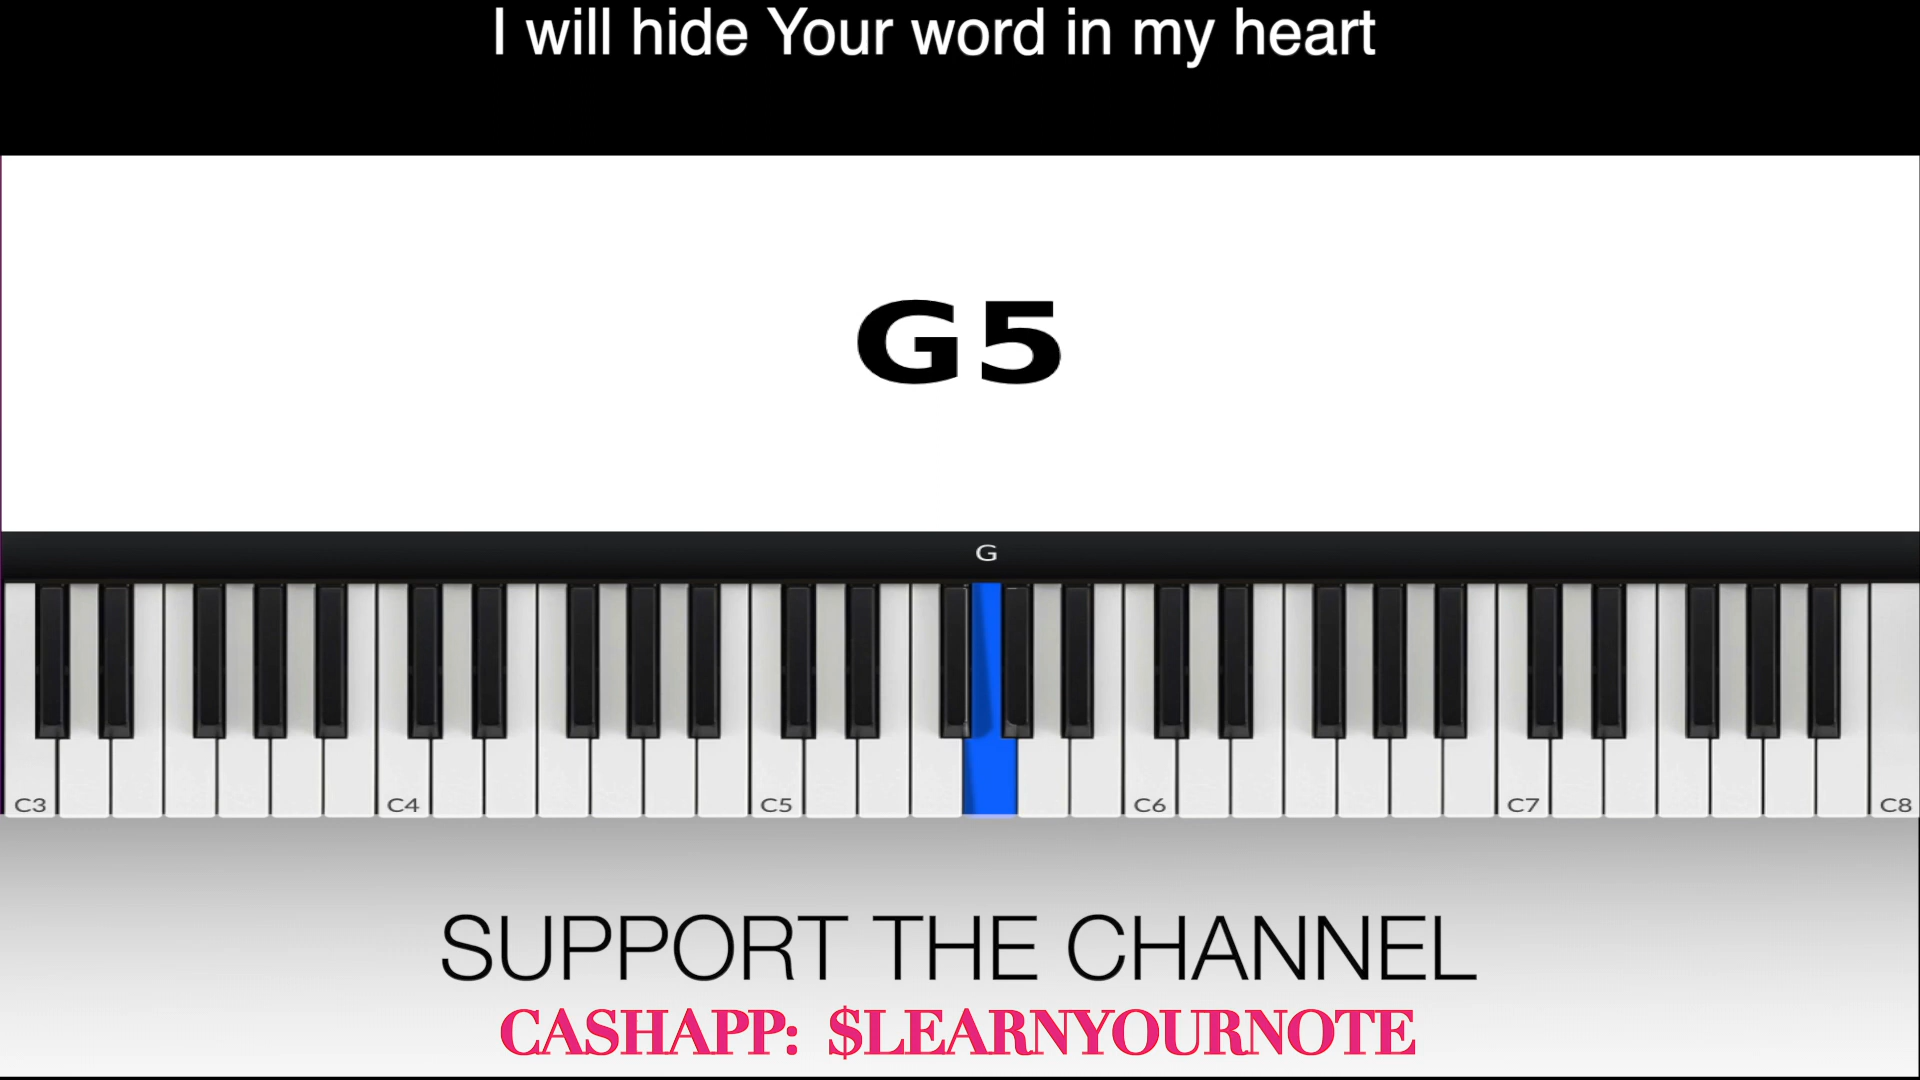 I will hide Your word in my heart
G5
G
C3 C4 C5 C6 C7 C8
SUPPORT THE CHANNEL
CASHAPP: $LEARNYOURNOTE